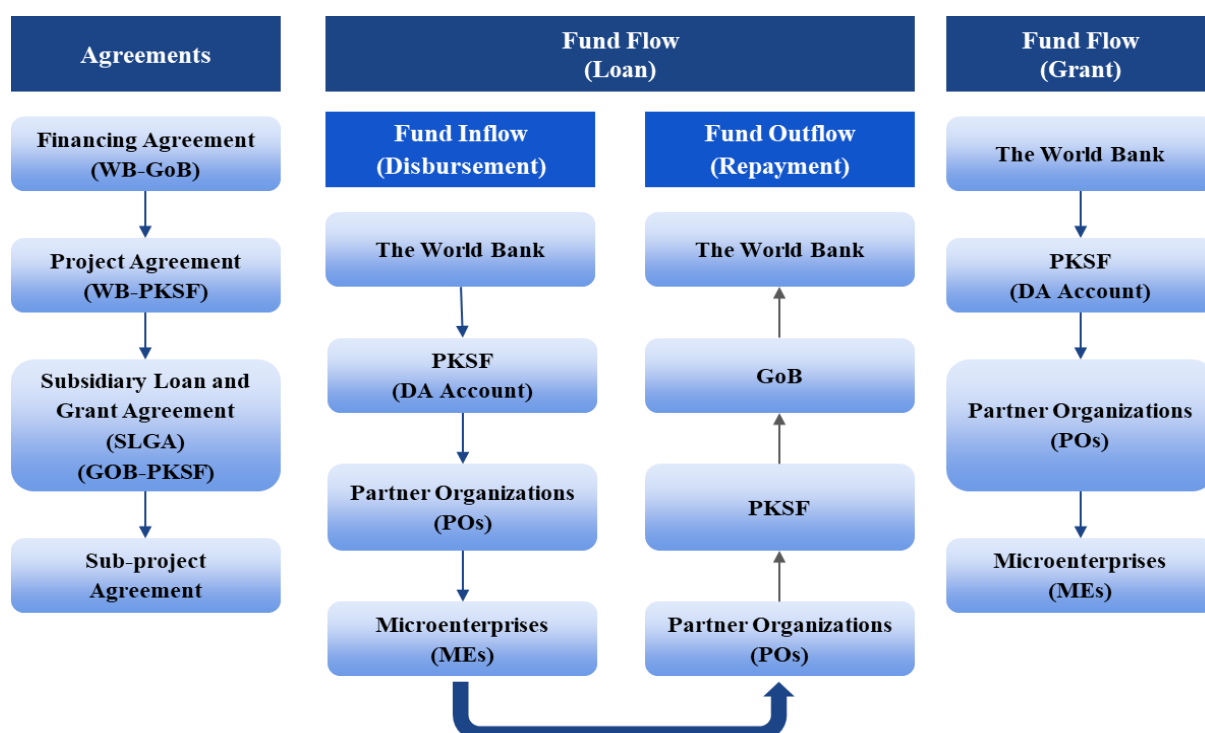 Agreements
Financing Agreement
(WB-GoB)
Project Agreement
(WB-PKSF)
Subsidiary Loan and
Grant Agreement
(SLGA)
(GOB-PKSF)
Sub-project
Agreement
Fund Flow
(Loan)
Fund Inflow
(Disbursement)
The World Bank
PKSF
(DA Account)
Partner Organizations
(POs)
Microenterprises
(MEs)
Fund Outflow
(Repayment)
The World Bank
GoB
PKSF
Partner Organizations
(POs)
Fund Flow
(Grant)
The World Bank
PKSF
(DA Account)
Partner Organizations
(POs)
Microenterprises
(MEs)